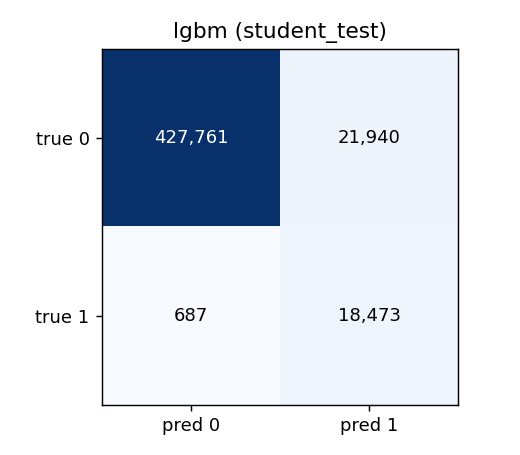 lgbm (student_test)
true 0 427,761 21,940
true 1 687 18,473
pred 0 pred 1